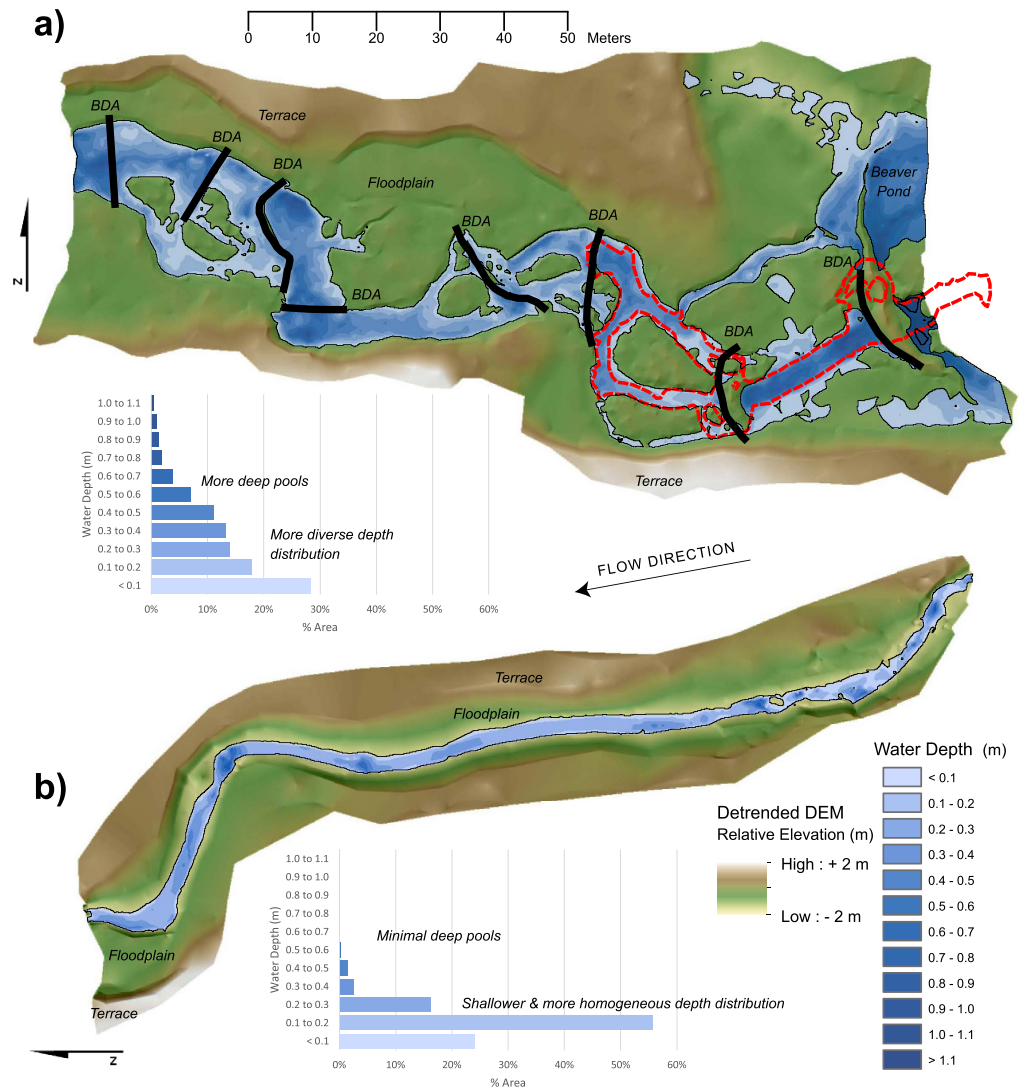 a)
0 10 20 30 40 50 Meters
BDA
Terrace
BDA
BDA
Floodplain
Beaver
Pond
BDA
BDA
BDA
BDA
BDA
z
Terrace
Water Depth (m)
1.0 to 1.1
0.9 to 1.0
0.8 to 0.9
0.7 to 0.8
0.6 to 0.7
0.5 to 0.6
0.4 to 0.5
0.3 to 0.4
0.2 to 0.3
0.1 to 0.2
< 0.1
More deep pools
More diverse depth
distribution
0% 10% 20% 30% 40% 50% 60%
% Area
FLOW DIRECTION
b)
Terrace
Floodplain
Floodplain
Terrace
z
Water Depth (m)
1.0 to 1.1
0.9 to 1.0
0.8 to 0.9
0.7 to 0.8
0.6 to 0.7
0.5 to 0.6
0.4 to 0.5
0.3 to 0.4
0.2 to 0.3
0.1 to 0.2
< 0.1
Minimal deep pools
Shallower & more homogeneous depth distribution
0% 10% 20% 30% 40% 50% 60%
% Area
Detrended DEM
Relative Elevation (m)
High : + 2 m
Low : - 2 m
Water Depth (m)
< 0.1
0.1 - 0.2
0.2 - 0.3
0.3 - 0.4
0.4 - 0.5
0.5 - 0.6
0.6 - 0.7
0.7 - 0.8
0.8 - 0.9
0.9 - 1.0
1.0 - 1.1
> 1.1